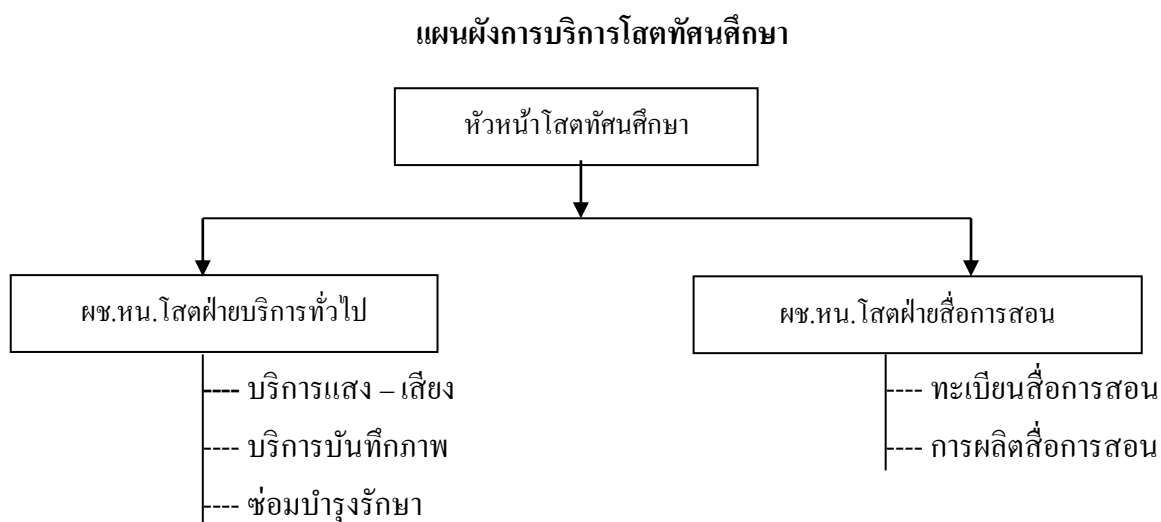 แผนผังการบริการโสตทัศนศึกษา
หัวหน้าโสตทัศนศึกษา
ผช.หน.โสตฝ่ายบริการทั่วไป
ผช.หน.โสตฝ่ายสื่อการสอน
---- บริการแสง – เสียง
---- บริการบันทึกภาพ
---- ซ่อมบำรุงรักษา
---- ทะเบียนสื่อการสอน
---- การผลิตสื่อการสอน